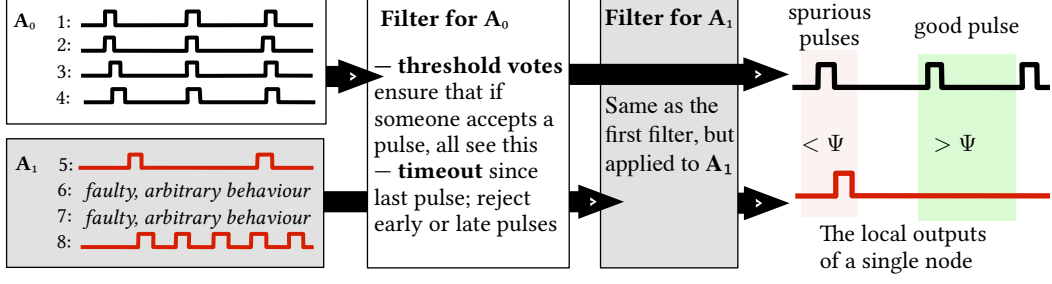 A₀
1:
2:
3:
4:
A₁
5:
6: faulty, arbitrary behaviour
7: faulty, arbitrary behaviour
8:
Filter for A₀
— threshold votes
ensure that if
someone accepts a
pulse, all see this
— timeout since
last pulse; reject
early or late pulses
Filter for A₁
Same as the
first filter, but
applied to A₁
spurious
pulses
good pulse
< Ψ
> Ψ
The local outputs
of a single node